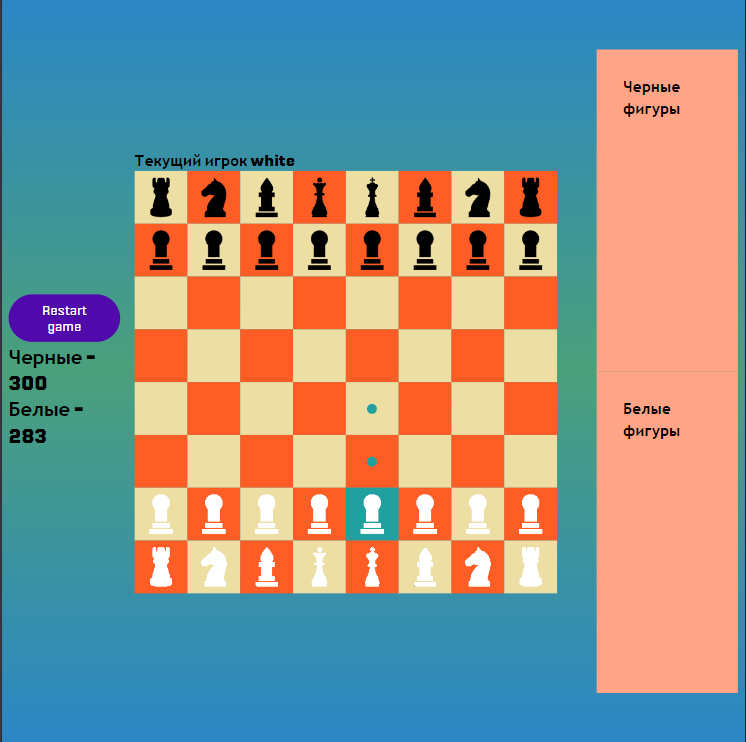 Текущий игрок white
Restart
game
Черные -
300
Белые -
283
Черные
фигуры
Белые
фигуры